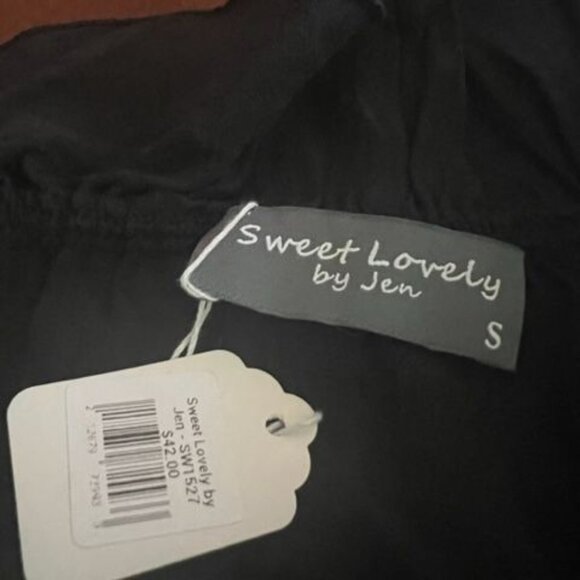 Sweet Lovely
by Jen
S
Sweet Lovely by
Jen - SW1527
$42.00